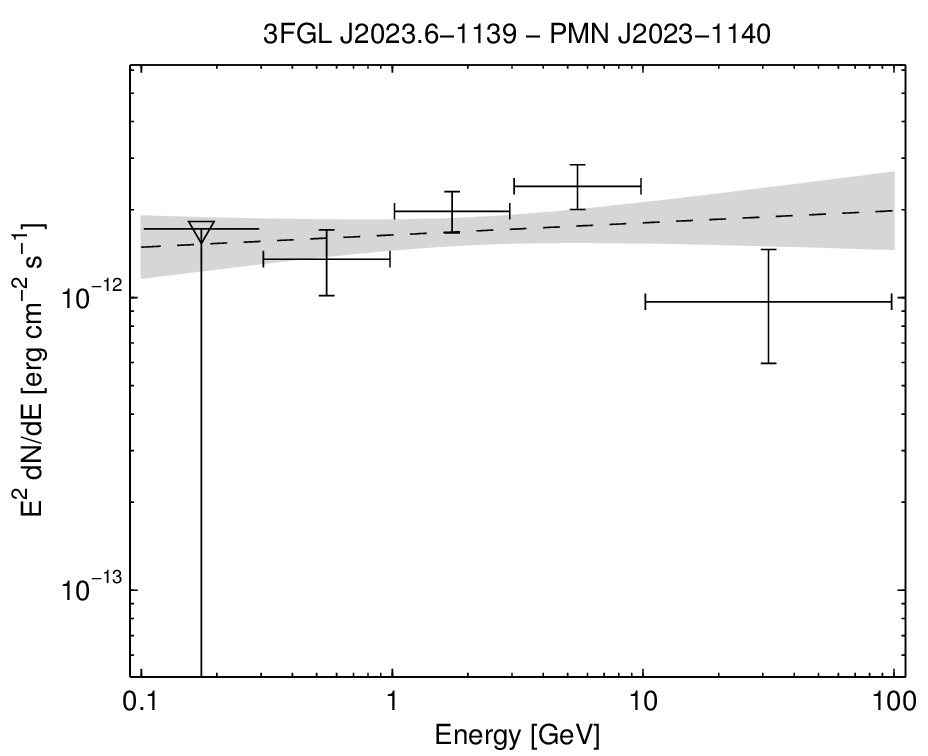 3FGL J2023.6−1139 − PMN J2023−1140
E² dN/dE [erg cm⁻² s⁻¹]
10⁻¹²
10⁻¹³
0.1 1 10 100
Energy [GeV]